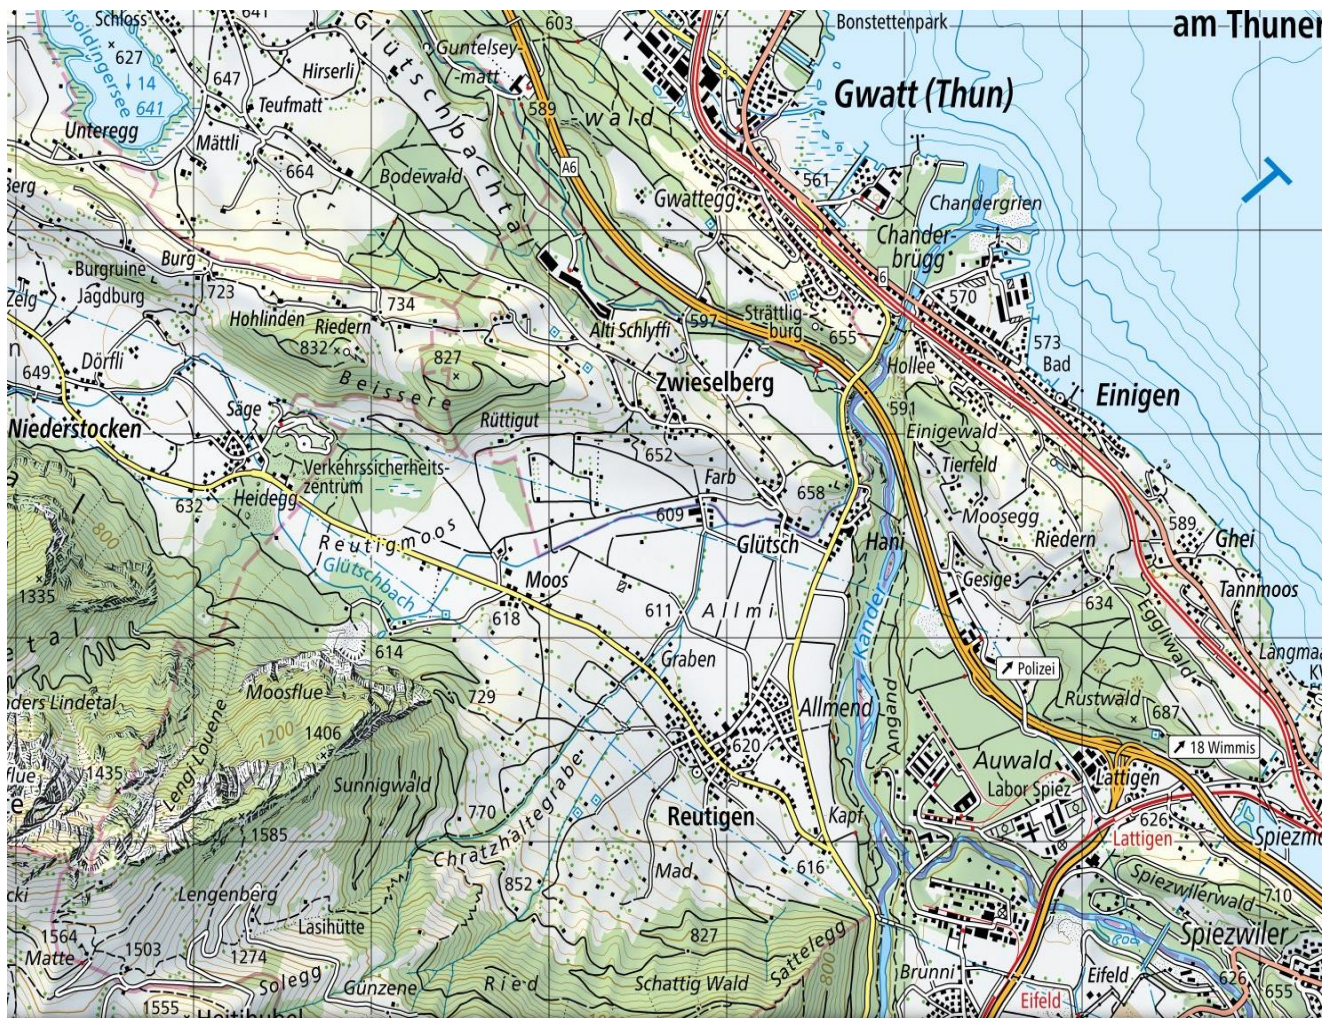 Schloss
641
603
Bonstettenpark
am Thuner
Guntelsey-
-matt
627
14
641
Isoldingersee
647
Hirserli
Teufmatt
Glütschbachtal
589
-wald
Gwatt (Thun)
Unteregg
Mättli
664
Bodewald
A6
Gwattegg
561
Chandergrien
Berg
Chander-
brügg
Burg
Burgruine
Jagdburg
723
734
Zelg
Hohlinden
Riedern
832
827
Alti Schlyffi
597
Strättlig-
burg
655
6
570
573
Bad
649
Dörfli
Beissere
Zwieselberg
Hollee
Einigen
591
Säge
Niederstocken
Rüttigut
652
Einigewald
Tierfeld
Verkehrssicherheits-
zentrum
Farb
658
632
Heidegg
609
Moosegg
589
Reutigmoos
Glütsch
Hani
Riedern
Ghei
800
Glütschbach
Moos
Gesige
1335
611
Allmi
634
Tannmoos
618
Kander
Eggliwald
614
Graben
Polizei
Moosflue
729
Allmend
Rustwald
687
1200
1406
Lengi Louene
620
Angand
18 Wimmis
Auwald
1435
Sunnigwald
770
Labor Spiez
Lattigen
Reutigen
Kapf
626
Lattigen
1585
Chratzhaltegrabe
616
Mad
852
Lengenberg
Spiezwilerwald
710
Lasihütte
827
1564
Matte
1503
1274
Solegg
Sattelegg
Spiezwiler
Günzene
Ried
Schattig Wald
800
Brunni
Eifeld
626
655
1555
Eifeld